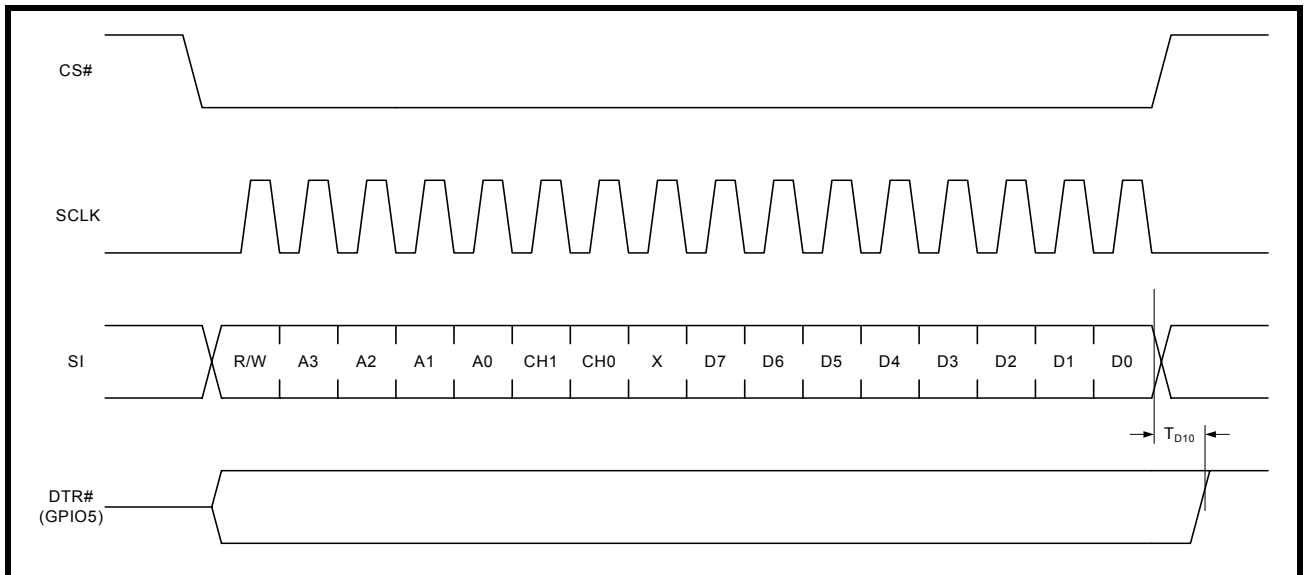 CS#
SCLK
SI
R/W A3 A2 A1 A0 CH1 CH0 X D7 D6 D5 D4 D3 D2 D1 D0
TD10
DTR#
(GPIO5)